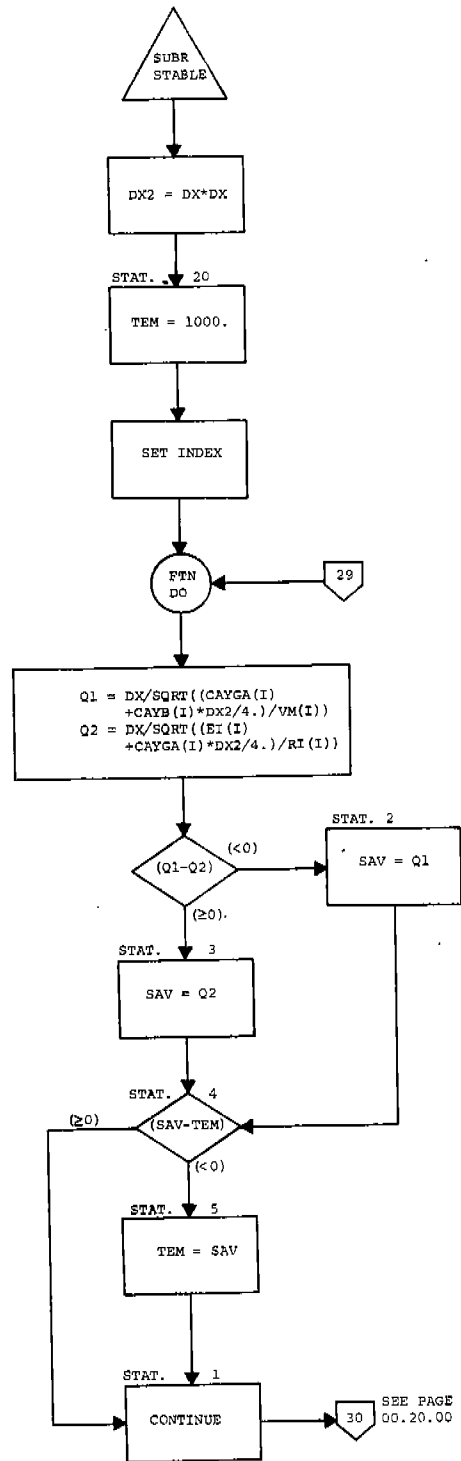 SUBR
STABLE
DX2 = DX*DX
STAT. 20
TEM = 1000.
SET INDEX
FTN
DO
29
Q1 = DX/SQRT((CAYGA(I)
+CAYB(I)*DX2/4.)/VM(I))
Q2 = DX/SQRT((EI(I)
+CAYGA(I)*DX2/4.)/RI(I))
(Q1-Q2)
(<0)
STAT. 2
SAV = Q1
(≥0).
STAT. 3
SAV = Q2
STAT. 4
(≥0)
(SAV-TEM)
(<0)
STAT. 5
TEM = SAV
STAT. 1
CONTINUE
30
SEE PAGE
00.20.00